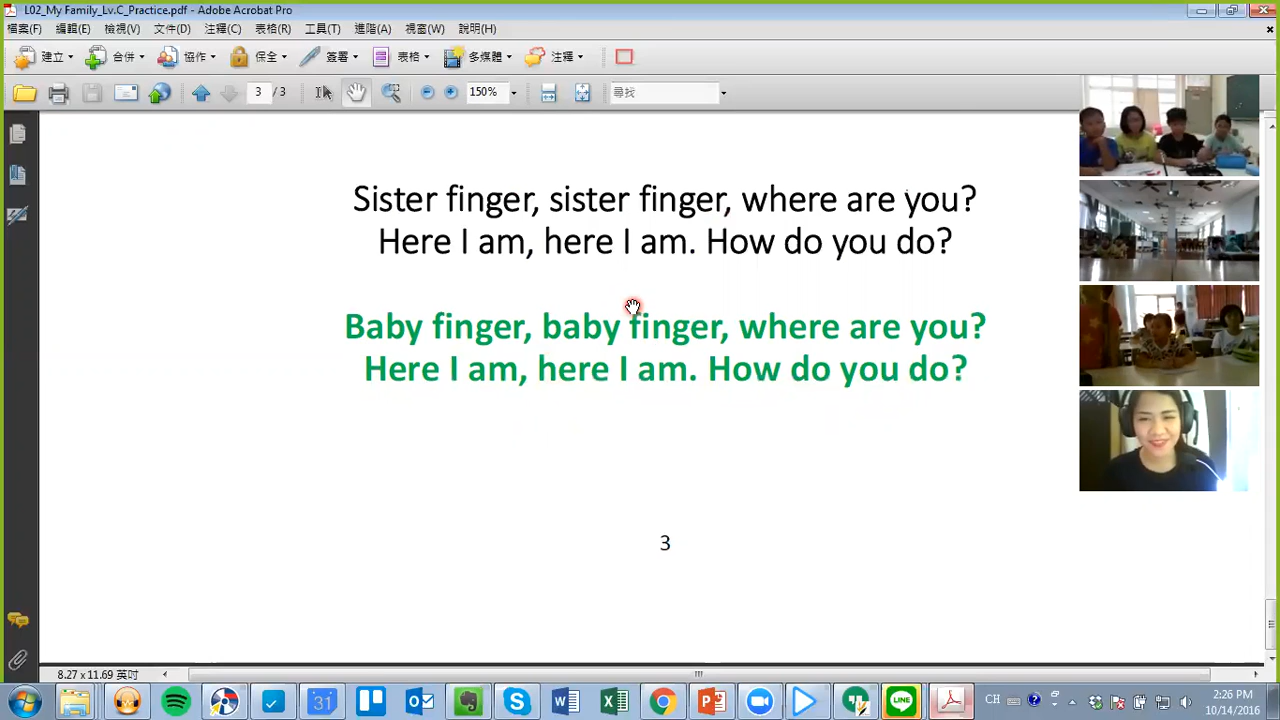 L02_My Family_Lv.C_Practice.pdf - Adobe Acrobat Pro
檔案(F) 編輯(E) 檢視(V) 文件(D) 注釋(C) 表格(R) 工具(T) 進階(A) 視窗(W) 說明(H)
建立 合併 協作 保全 簽署 表格 多媒體 注釋
3 / 3 150% 尋找
Sister finger, sister finger, where are you?
Here I am, here I am. How do you do?
Baby finger, baby finger, where are you?
Here I am, here I am. How do you do?
3
8.27 x 11.69 英吋
31
CH
2:26 PM
10/14/2016